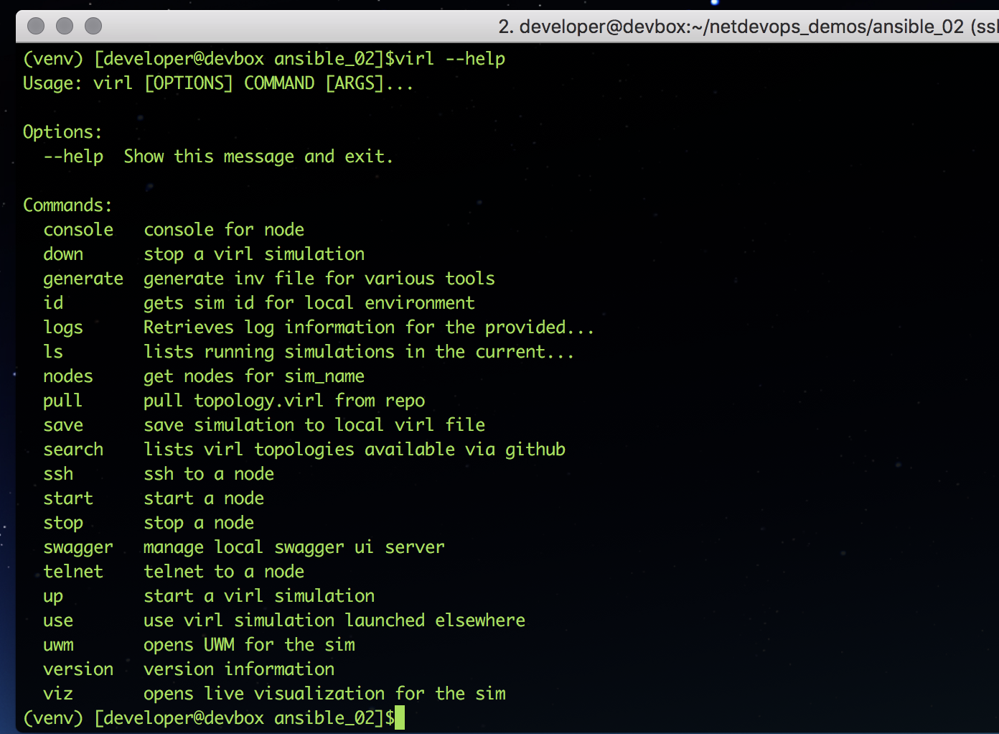 2. developer@devbox:~/netdevops_demos/ansible_02 (ssh
(venv) [developer@devbox ansible_02]$virl --help
Usage: virl [OPTIONS] COMMAND [ARGS]...
Options:
  --help  Show this message and exit.
Commands:
  console   console for node
  down      stop a virl simulation
  generate  generate inv file for various tools
  id        gets sim id for local environment
  logs      Retrieves log information for the provided...
  ls        lists running simulations in the current...
  nodes     get nodes for sim_name
  pull      pull topology.virl from repo
  save      save simulation to local virl file
  search    lists virl topologies available via github
  ssh       ssh to a node
  start     start a node
  stop      stop a node
  swagger   manage local swagger ui server
  telnet    telnet to a node
  up        start a virl simulation
  use       use virl simulation launched elsewhere
  uwm       opens UWM for the sim
  version   version information
  viz       opens live visualization for the sim
(venv) [developer@devbox ansible_02]$